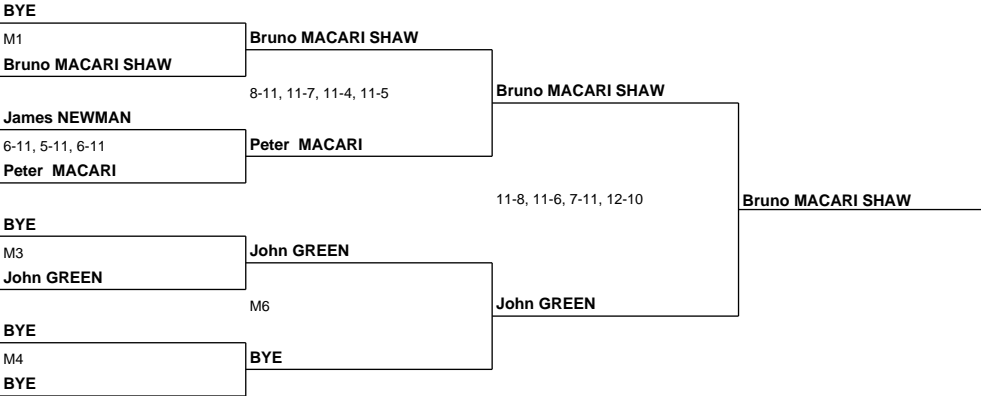 BYE
M1
Bruno MACARI SHAW
James NEWMAN
6-11, 5-11, 6-11
Peter MACARI
BYE
M3
John GREEN
BYE
M4
BYE
Bruno MACARI SHAW
8-11, 11-7, 11-4, 11-5
Peter MACARI
John GREEN
M6
BYE
Bruno MACARI SHAW
11-8, 11-6, 7-11, 12-10
John GREEN
Bruno MACARI SHAW